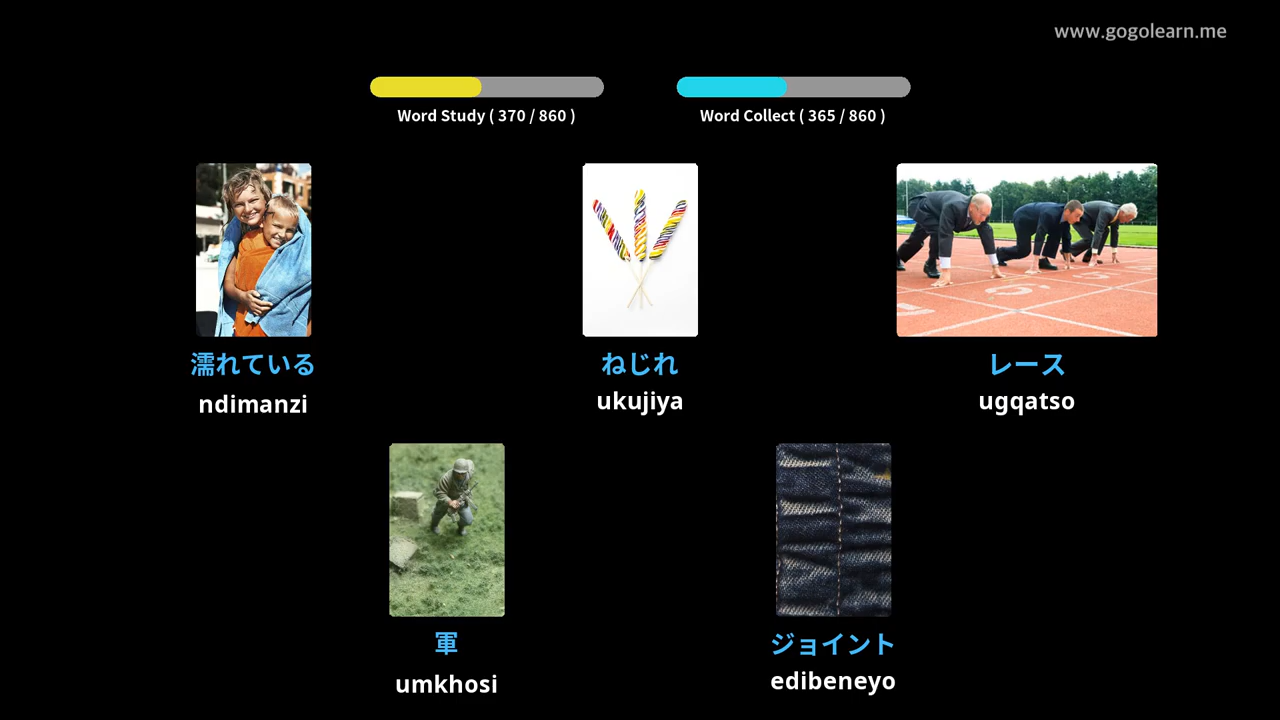 www.gogolearn.me
Word Study ( 370 / 860 )
Word Collect ( 365 / 860 )
濡れている
ndimanzi
ねじれ
ukujiya
レース
ugqatso
軍
umkhosi
ジョイント
edibeneyo